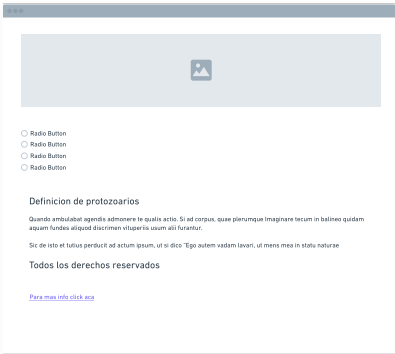 Radio Button
Radio Button
Radio Button
Radio Button
Definicion de protozoarios
Quando ambulabat agendis admonere te qualis actio. Si ad corpus, quae plerumque Imaginare tecum in balineo quidam
aquam fundes aliquod discrimen vituperiis usum alii furantur.
Sic de isto et tutius perducit ad actum ipsum, ut si dico "Ego autem vadam lavari, ut mens mea in statu naturae
Todos los derechos reservados
Para mas info click aca